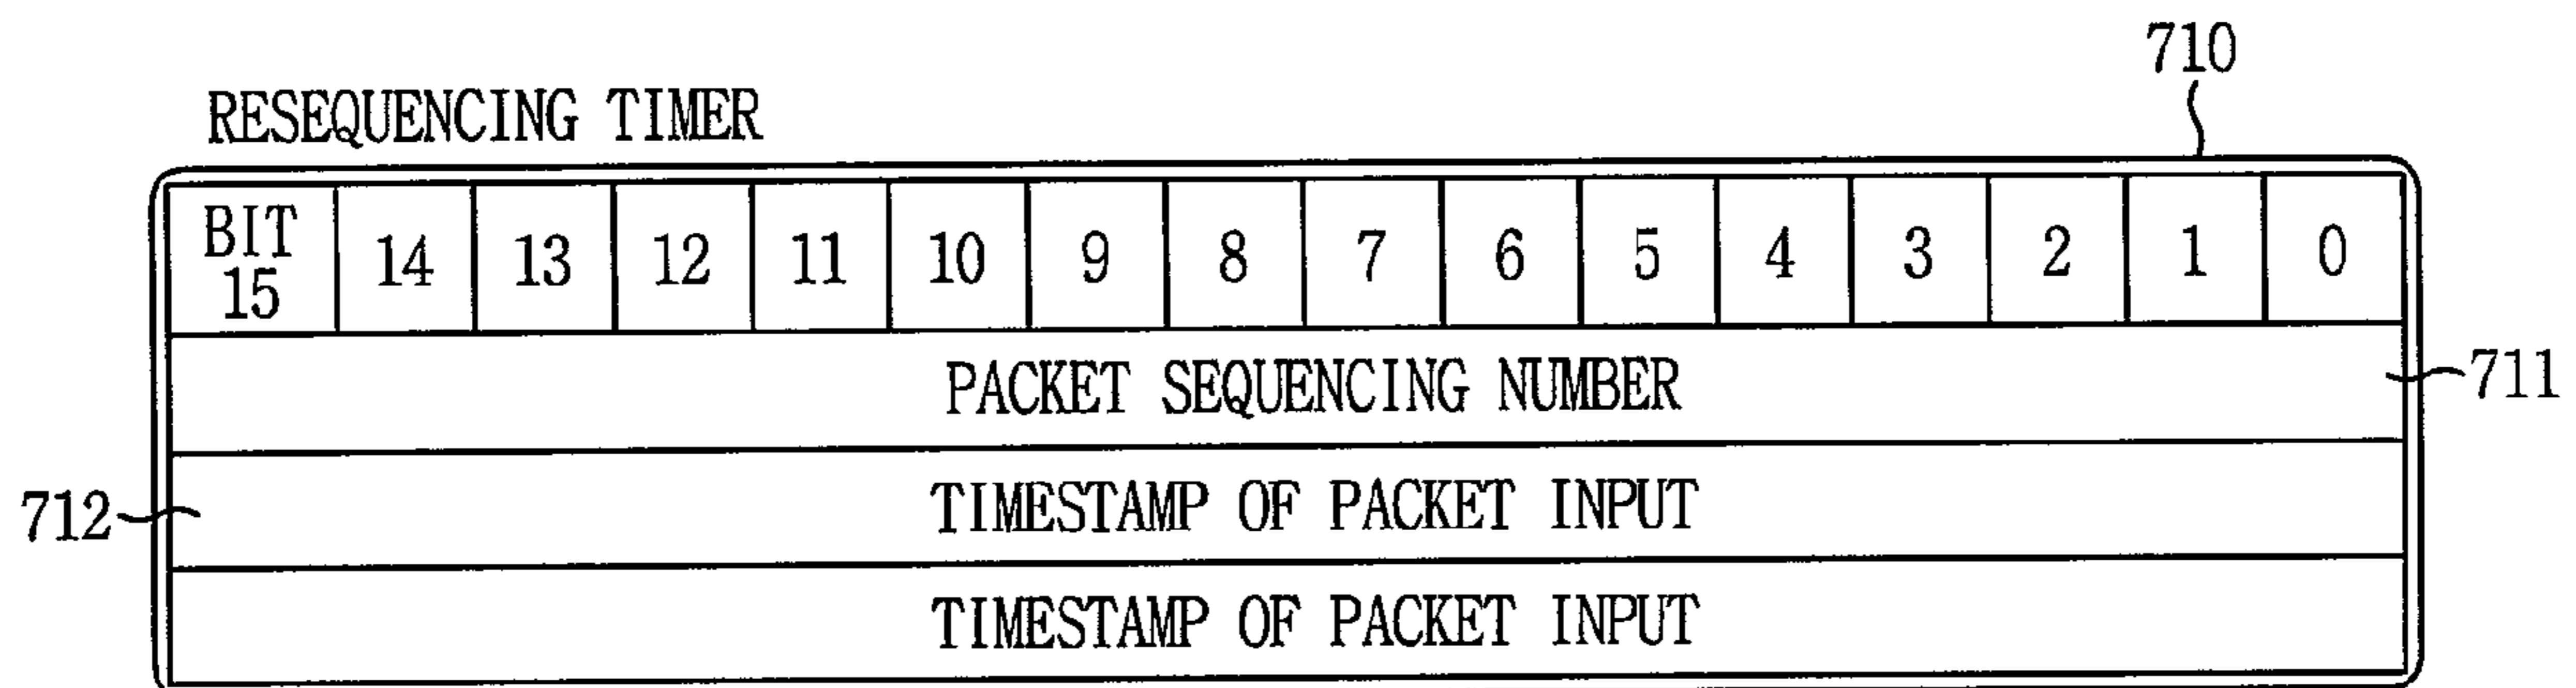 710
RESEQUENCING TIMER
BIT 15 14 13 12 11 10 9 8 7 6 5 4 3 2 1 0
PACKET SEQUENCING NUMBER 711
712 TIMESTAMP OF PACKET INPUT
TIMESTAMP OF PACKET INPUT